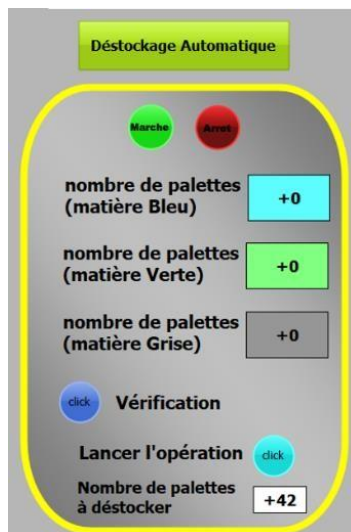 Déstockage Automatique
Marche Arret
nombre de palettes
(matière Bleu)
+0
nombre de palettes
(matière Verte)
+0
nombre de palettes
(matière Grise)
+0
click Vérification
Lancer l'opération click
Nombre de palettes
à déstocker
+42